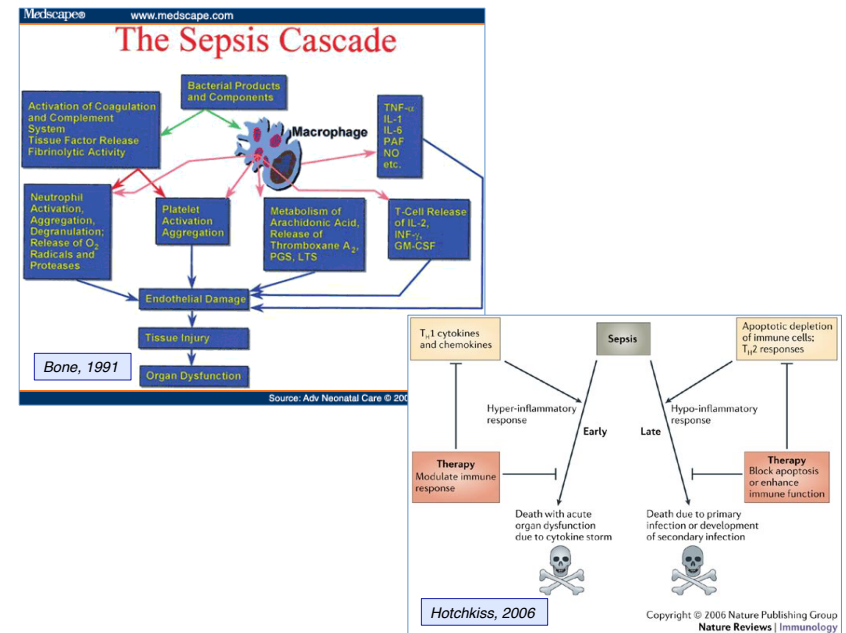 Medscape® www.medscape.com
The Sepsis Cascade
Bacterial Products
and Components
Activation of Coagulation
and Complement
System
Tissue Factor Release
Fibrinolytic Activity
Macrophage
TNF-α
IL-1
IL-6
PAF
NO
etc.
Neutrophil
Activation,
Aggregation,
Degranulation;
Release of O2
Radicals and
Proteases
Platelet
Activation
Aggregation
Metabolism of
Arachidonic Acid,
Release of
Thromboxane A2,
PGS, LTS
T-Cell Release
of IL-2,
INF-γ,
GM-CSF
Endothelial Damage
Tissue Injury
Organ Dysfunction
Bone, 1991
Source: Adv Neonatal Care ©
TH1 cytokines
and chemokines
Sepsis
Apoptotic depletion
of immune cells;
TH2 responses
Hyper-inflammatory
response
Early
Late
Hypo-inflammatory
response
Therapy
Modulate immune
response
Therapy
Block apoptosis
or enhance
immune function
Death with acute
organ dysfunction
due to cytokine storm
Death due to primary
infection or development
of secondary infection
Hotchkiss, 2006
Copyright © 2006 Nature Publishing Group
Nature Reviews | Immunology